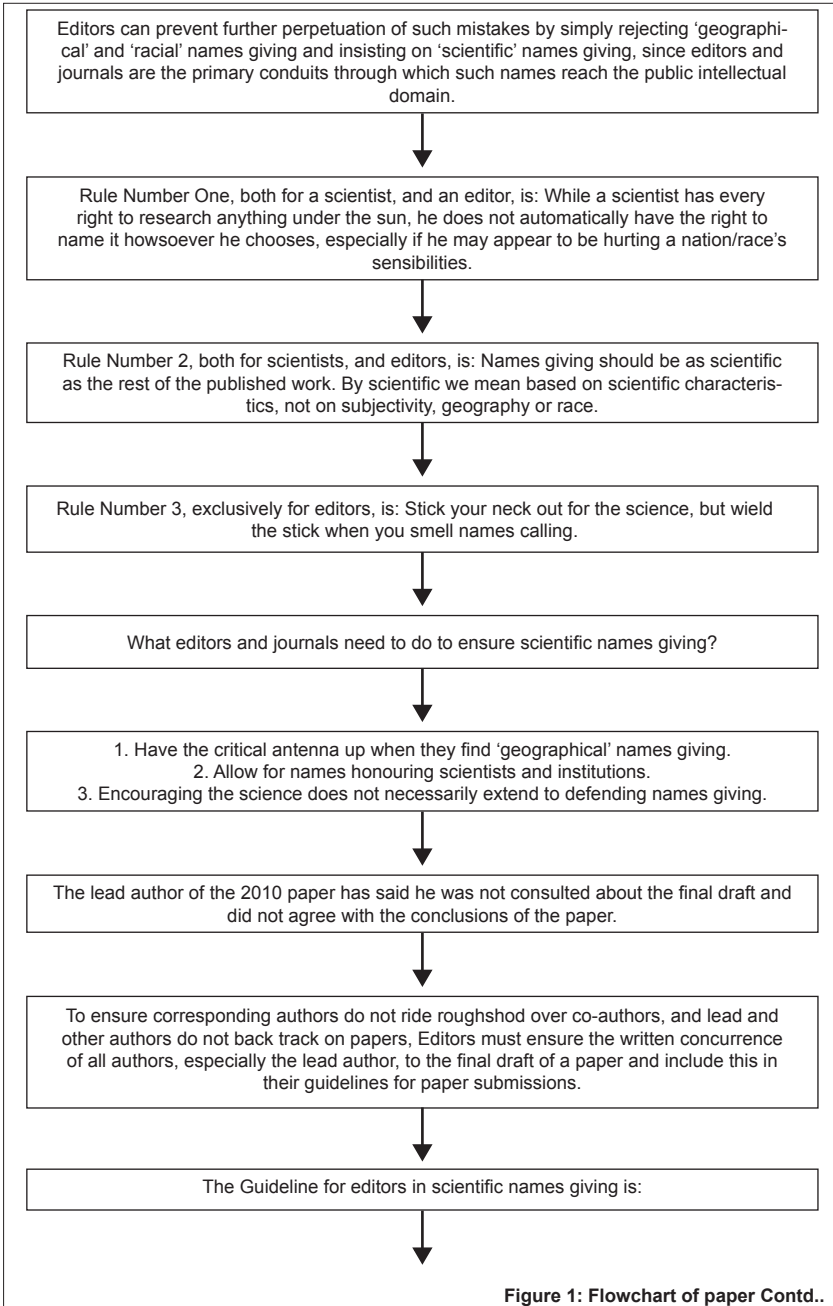 Editors can prevent further perpetuation of such mistakes by simply rejecting ‘geographi-
cal’ and ‘racial’ names giving and insisting on ‘scientific’ names giving, since editors and
journals are the primary conduits through which such names reach the public intellectual
domain.
Rule Number One, both for a scientist, and an editor, is: While a scientist has every
right to research anything under the sun, he does not automatically have the right to
name it howsoever he chooses, especially if he may appear to be hurting a nation/race’s
sensibilities.
Rule Number 2, both for scientists, and editors, is: Names giving should be as scientific
as the rest of the published work. By scientific we mean based on scientific characteris-
tics, not on subjectivity, geography or race.
Rule Number 3, exclusively for editors, is: Stick your neck out for the science, but wield
the stick when you smell names calling.
What editors and journals need to do to ensure scientific names giving?
1. Have the critical antenna up when they find ‘geographical’ names giving.
2. Allow for names honouring scientists and institutions.
3. Encouraging the science does not necessarily extend to defending names giving.
The lead author of the 2010 paper has said he was not consulted about the final draft and
did not agree with the conclusions of the paper.
To ensure corresponding authors do not ride roughshod over co-authors, and lead and
other authors do not back track on papers, Editors must ensure the written concurrence
of all authors, especially the lead author, to the final draft of a paper and include this in
their guidelines for paper submissions.
The Guideline for editors in scientific names giving is:
Figure 1: Flowchart of paper Contd..